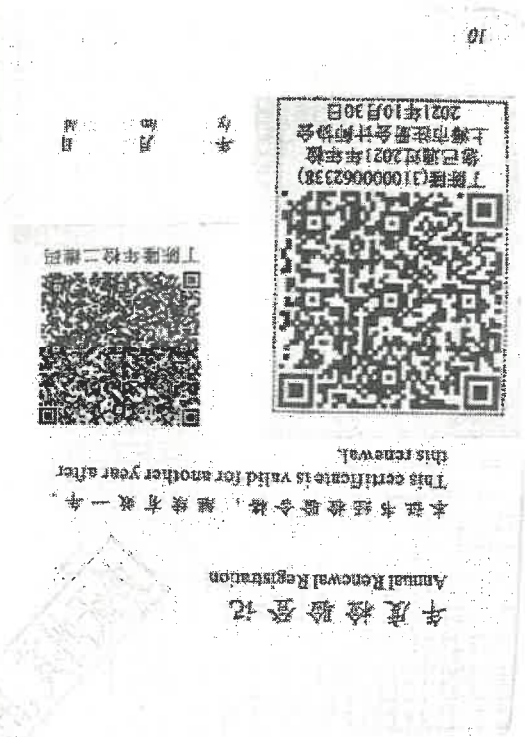 年度检验登记
Annual Renewal Registration
本证书经检验合格，继续有效一年。
This certificate is valid for another year after
this renewal.
丁陈隆(310000062338)
您已通过2021年年检
上海市注册会计师协会
2021年10月30日
丁陈隆年检二维码
年 月 日
/y /m /d
10